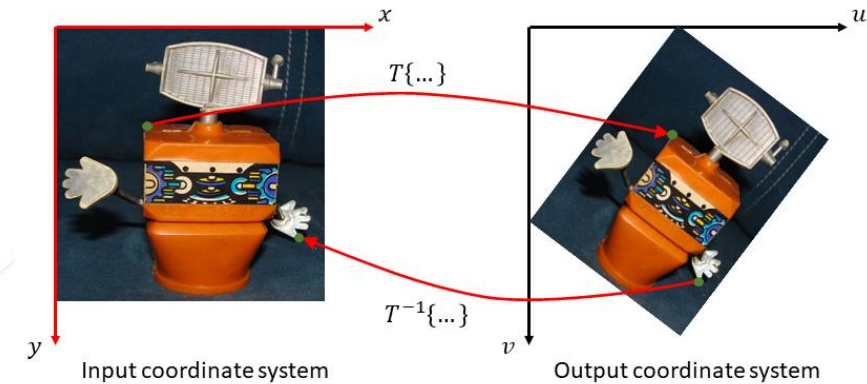 x
u
T{...}
T⁻¹{...}
y
v
Input coordinate system
Output coordinate system